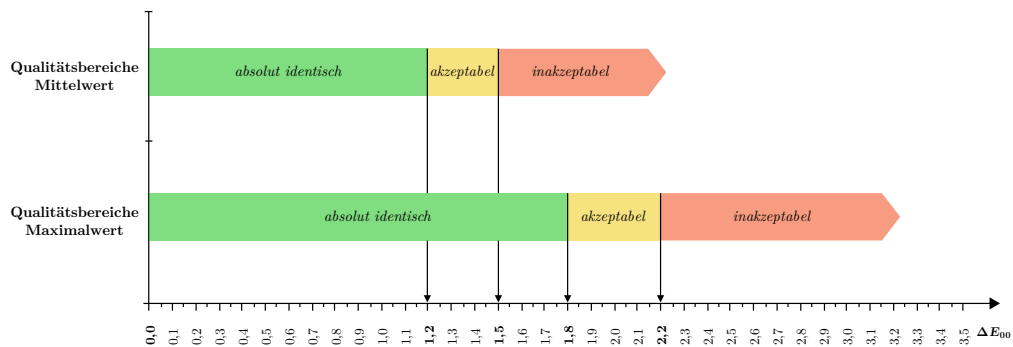 Qualitätsbereiche
Mittelwert
absolut identisch
akzeptabel
inakzeptabel
Qualitätsbereiche
Maximalwert
absolut identisch
akzeptabel
inakzeptabel
0,0 0,1 0,2 0,3 0,4 0,5 0,6 0,7 0,8 0,9 1,0 1,1 1,2 1,3 1,4 1,5 1,6 1,7 1,8 1,9 2,0 2,1 2,2 2,3 2,4 2,5 2,6 2,7 2,8 2,9 3,0 3,1 3,2 3,3 3,4 3,5 ΔE₀₀